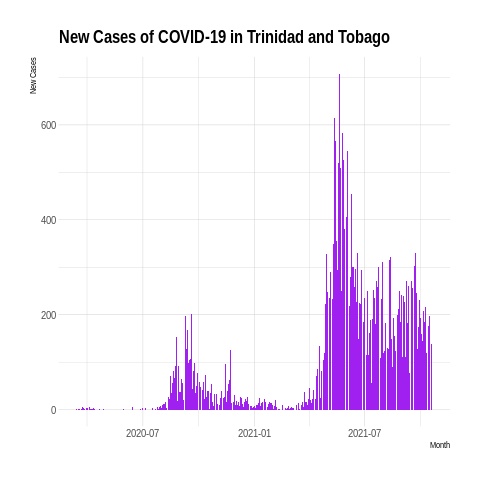 New Cases of COVID-19 in Trinidad and Tobago
New Cases
600
400
200
0
2020-07 2021-01 2021-07
Month